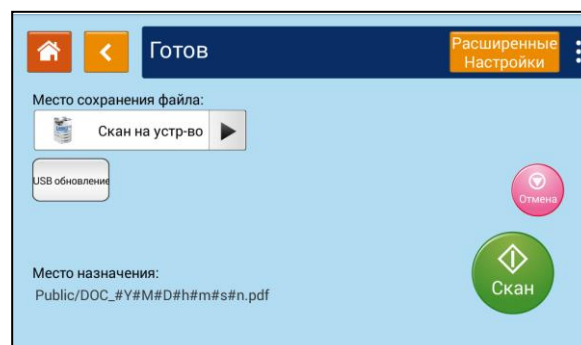 Готов
Расширенные
Настройки
Место сохранения файла:
Скан на устр-во
USB обновление
Отмена
Место назначения:
Скан
Public/DOC_#Y#M#D#h#m#s#n.pdf